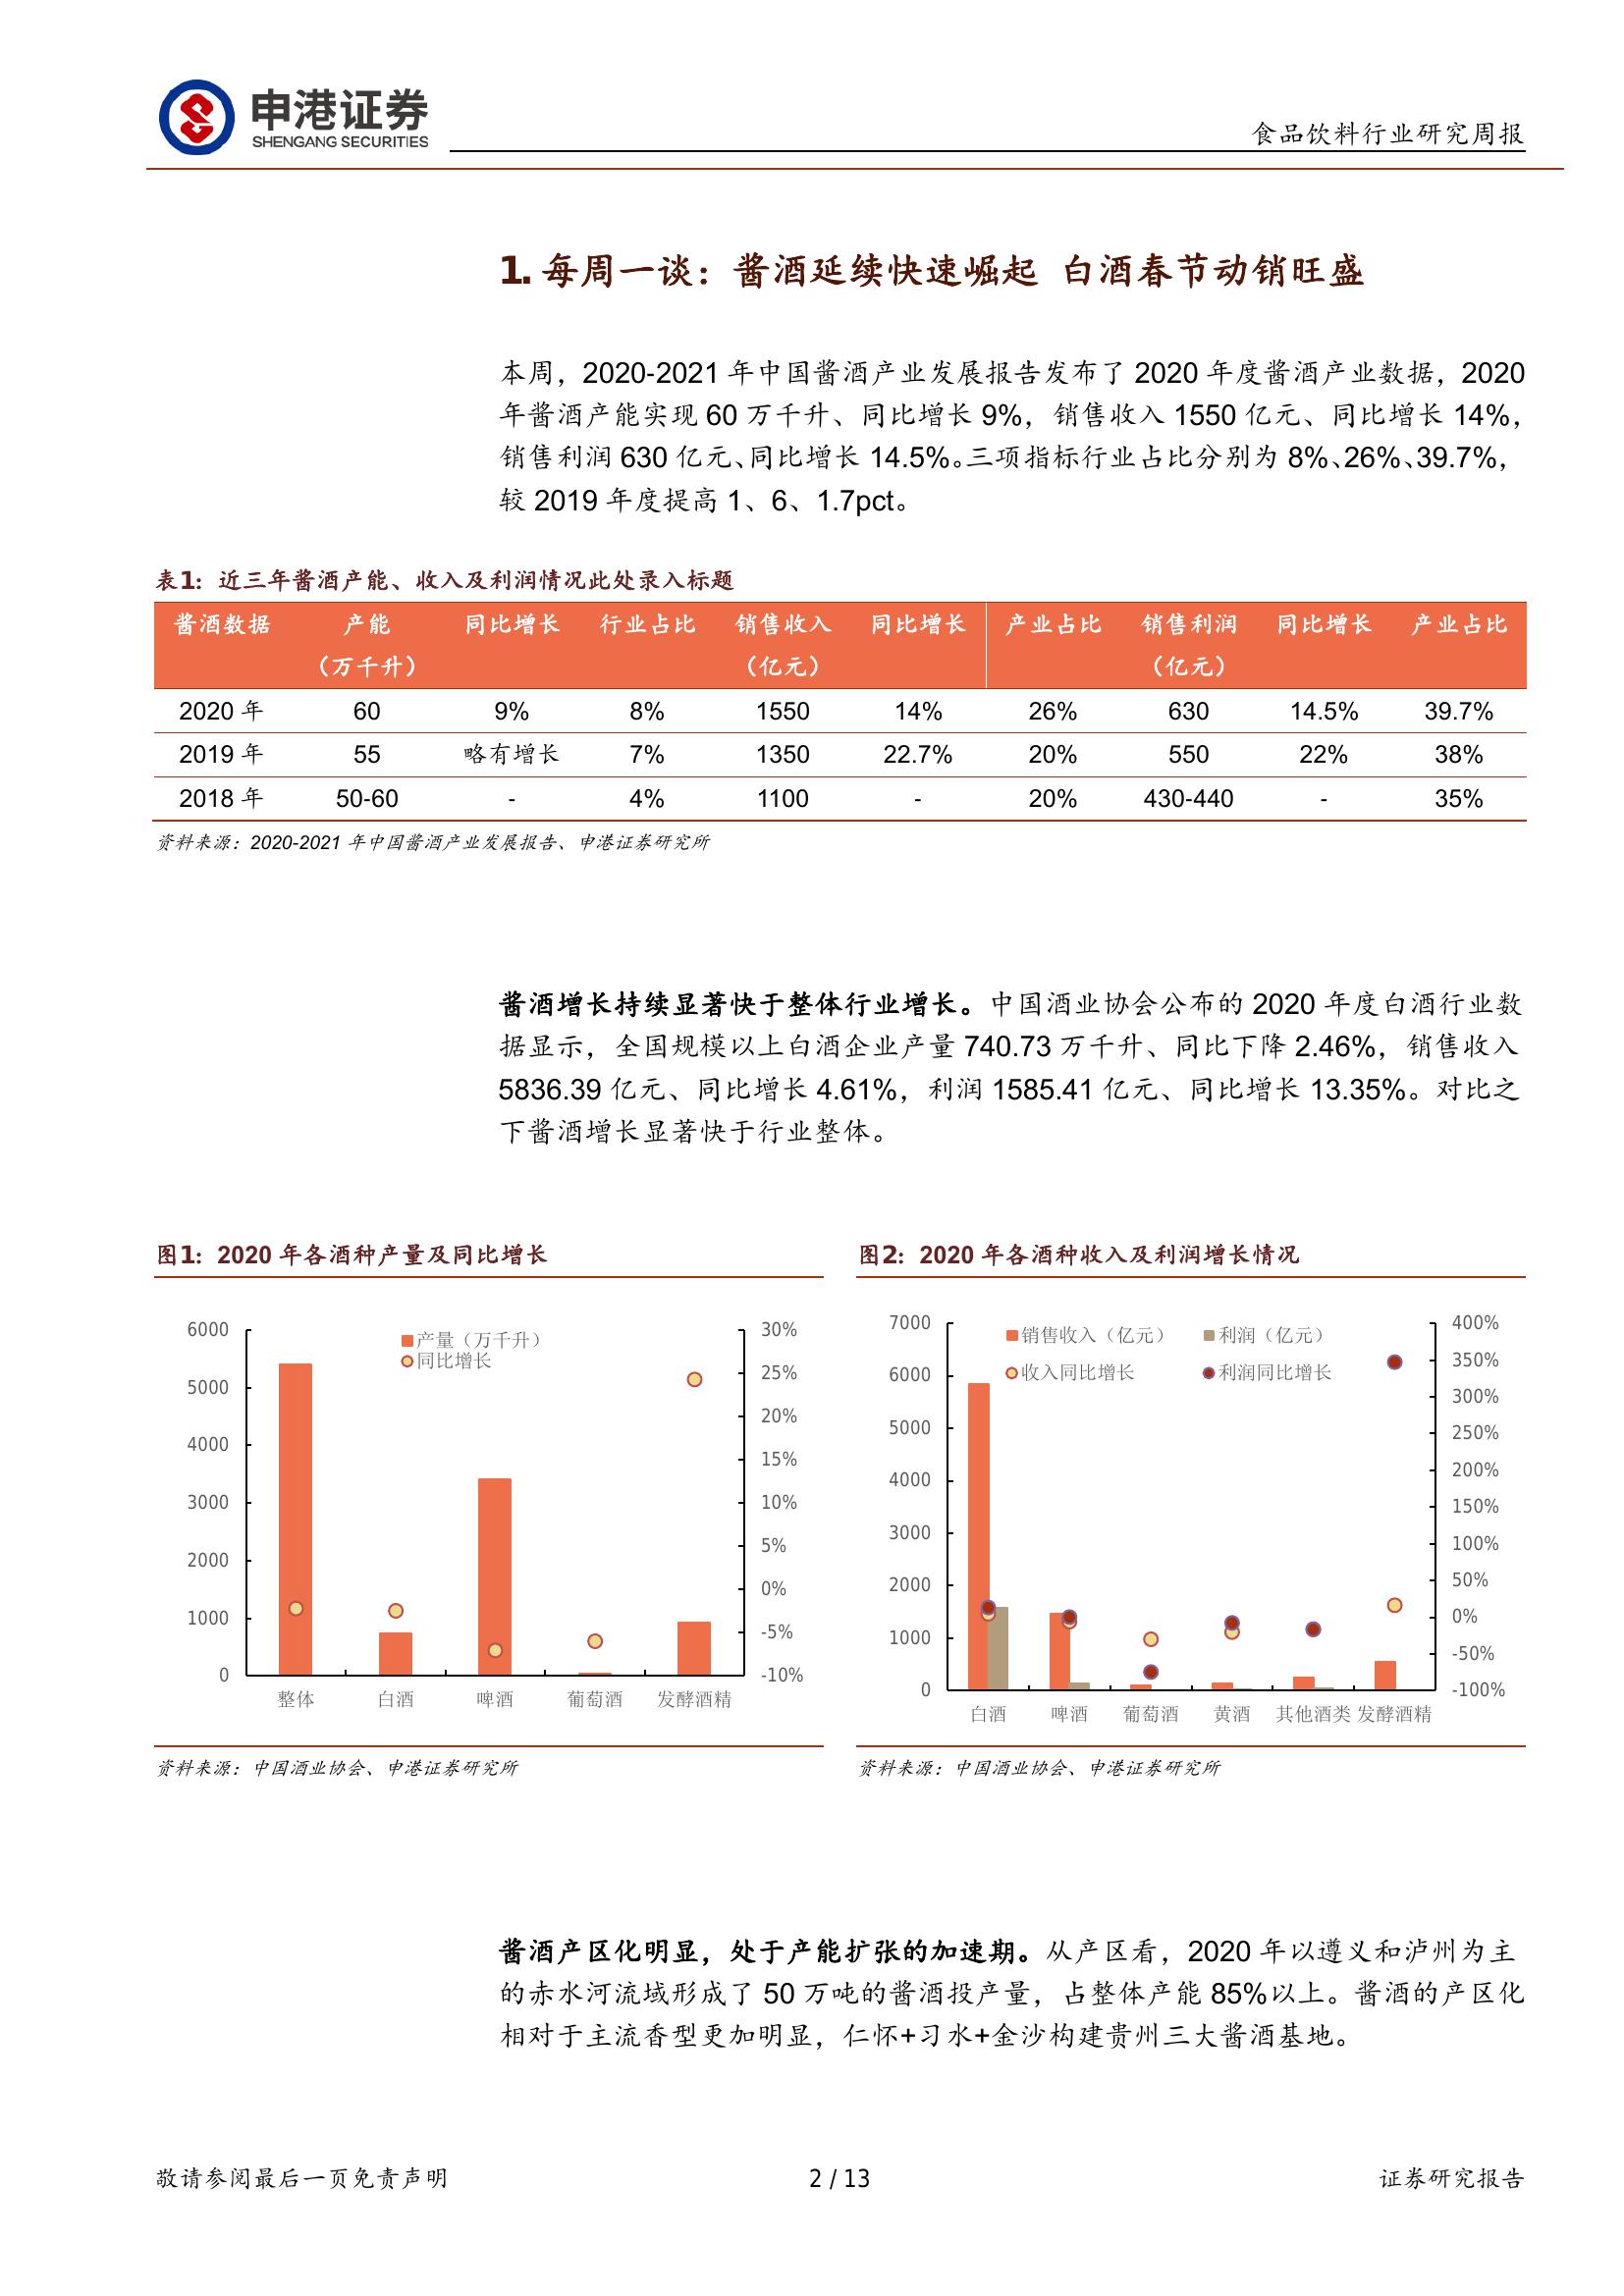 申港证券
SHENGANG SECURITIES
食品饮料行业研究周报
1. 每周一谈：酱酒延续快速崛起 白酒春节动销旺盛
本周，2020-2021 年中国酱酒产业发展报告发布了 2020 年度酱酒产业数据，2020
年酱酒产能实现 60 万千升、同比增长 9%，销售收入 1550 亿元、同比增长 14%，
销售利润 630 亿元、同比增长 14.5%。三项指标行业占比分别为 8%、26%、39.7%，
较 2019 年度提高 1、6、1.7pct。
表1：近三年酱酒产能、收入及利润情况此处录入标题
酱酒数据 产能 同比增长 行业占比 销售收入 同比增长 产业占比 销售利润 同比增长 产业占比
（万千升） （亿元） （亿元）
2020 年 60 9% 8% 1550 14% 26% 630 14.5% 39.7%
2019 年 55 略有增长 7% 1350 22.7% 20% 550 22% 38%
2018 年 50-60 - 4% 1100 - 20% 430-440 - 35%
资料来源：2020-2021 年中国酱酒产业发展报告、申港证券研究所
酱酒增长持续显著快于整体行业增长。中国酒业协会公布的 2020 年度白酒行业数
据显示，全国规模以上白酒企业产量 740.73 万千升、同比下降 2.46%，销售收入
5836.39 亿元、同比增长 4.61%，利润 1585.41 亿元、同比增长 13.35%。对比之
下酱酒增长显著快于行业整体。
图1：2020 年各酒种产量及同比增长
产量（万千升）
同比增长
6000
5000
4000
3000
2000
1000
0
30%
25%
20%
15%
10%
5%
0%
-5%
-10%
整体 白酒 啤酒 葡萄酒 发酵酒精
资料来源：中国酒业协会、申港证券研究所
图2：2020 年各酒种收入及利润增长情况
销售收入（亿元） 利润（亿元）
收入同比增长 利润同比增长
7000
6000
5000
4000
3000
2000
1000
0
400%
350%
300%
250%
200%
150%
100%
50%
0%
-50%
-100%
白酒 啤酒 葡萄酒 黄酒 其他酒类 发酵酒精
资料来源：中国酒业协会、申港证券研究所
酱酒产区化明显，处于产能扩张的加速期。从产区看，2020 年以遵义和泸州为主
的赤水河流域形成了 50 万吨的酱酒投产量，占整体产能 85%以上。酱酒的产区化
相对于主流香型更加明显，仁怀+习水+金沙构建贵州三大酱酒基地。
敬请参阅最后一页免责声明 2 / 13 证券研究报告